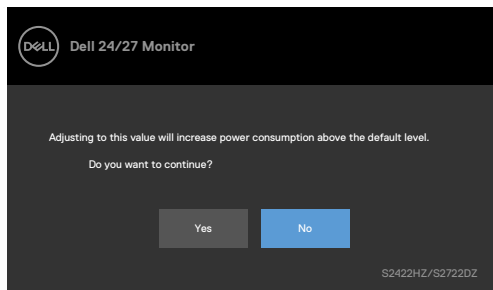 DELL Dell 24/27 Monitor
Adjusting to this value will increase power consumption above the default level.
Do you want to continue?
Yes No
S2422HZ/S2722DZ